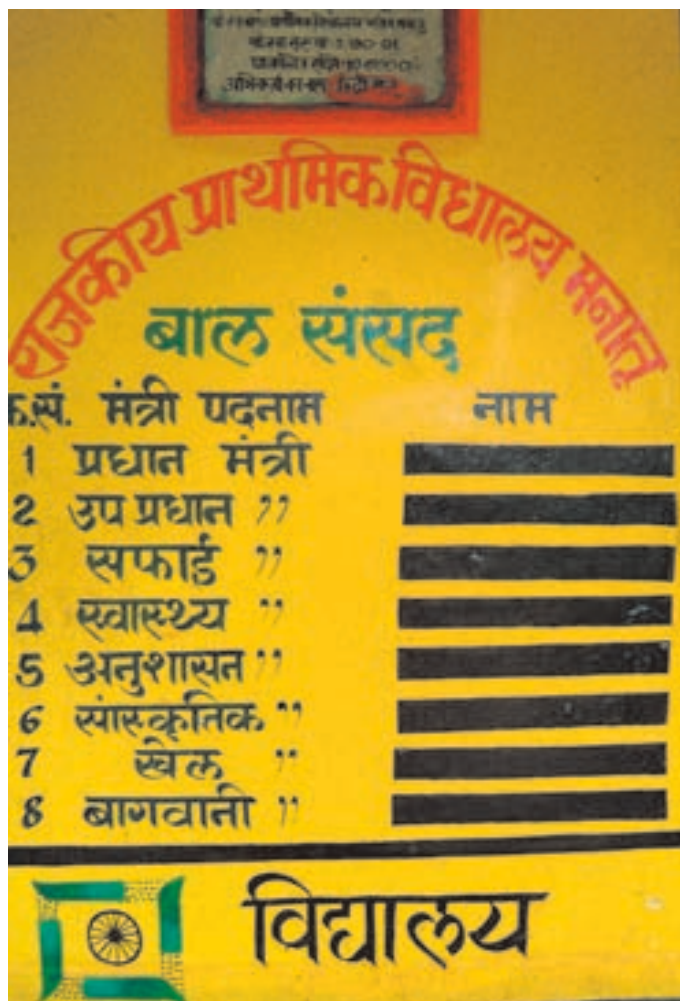 राजकीय प्राथमिक विद्यालय मनातू
बाल संसद
क्र.सं. मंत्री पदनाम नाम
1 प्रधान मंत्री
2 उप प्रधान ,,
3 सफाई ,,
4 स्वास्थ्य ,,
5 अनुशासन ,,
6 सांस्कृतिक ,,
7 खेल ,,
8 बागवानी ,,
विद्यालय